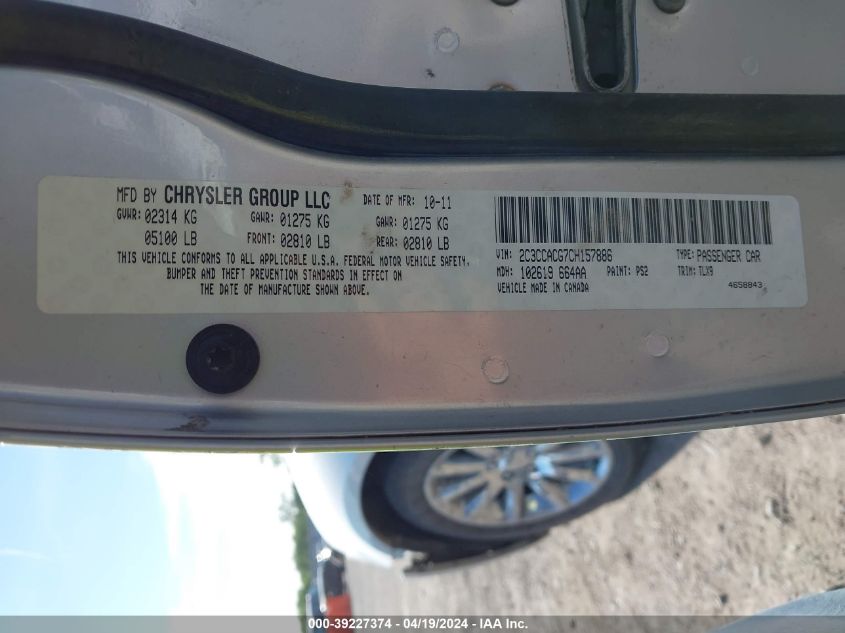 MFD BY CHRYSLER GROUP LLC DATE OF MFR: 10-11
GVWR: 02314 KG GAWR: 01275 KG GAWR: 01275 KG
05100 LB FRONT: 02810 LB REAR: 02810 LB
THIS VEHICLE CONFORMS TO ALL APPLICABLE U.S.A. FEDERAL MOTOR VEHICLE SAFETY,
BUMPER AND THEFT PREVENTION STANDARDS IN EFFECT ON
THE DATE OF MANUFACTURE SHOWN ABOVE.
VIN: 2C3CCACG7CH157886 TYPE: PASSENGER CAR
MDH: 102619 664AA PAINT: PS2 TRIM: TLX9
VEHICLE MADE IN CANADA 4658843
000-39227374 - 04/19/2024 - IAA Inc.